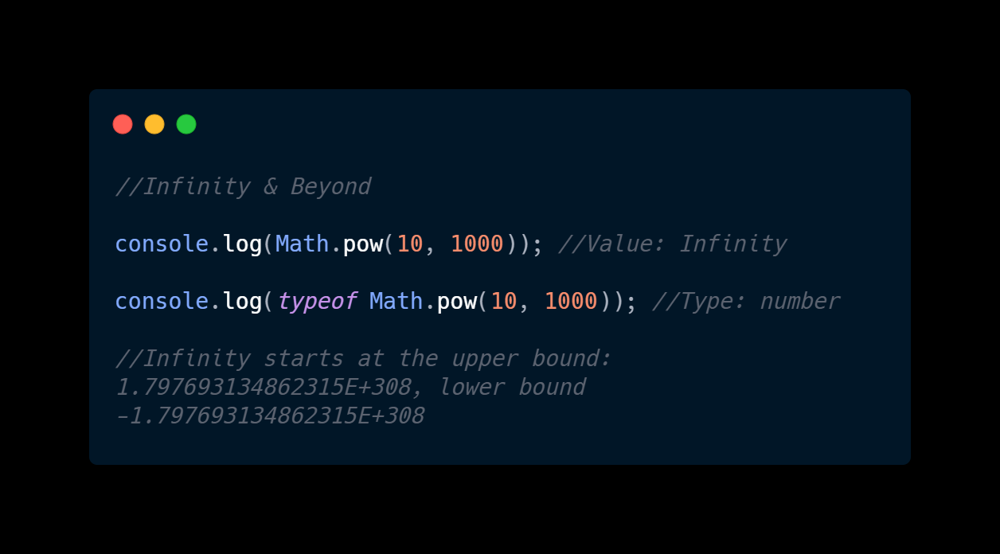 //Infinity & Beyond
console.log(Math.pow(10, 1000)); //Value: Infinity
console.log(typeof Math.pow(10, 1000)); //Type: number
//Infinity starts at the upper bound:
1.797693134862315E+308, lower bound
-1.797693134862315E+308